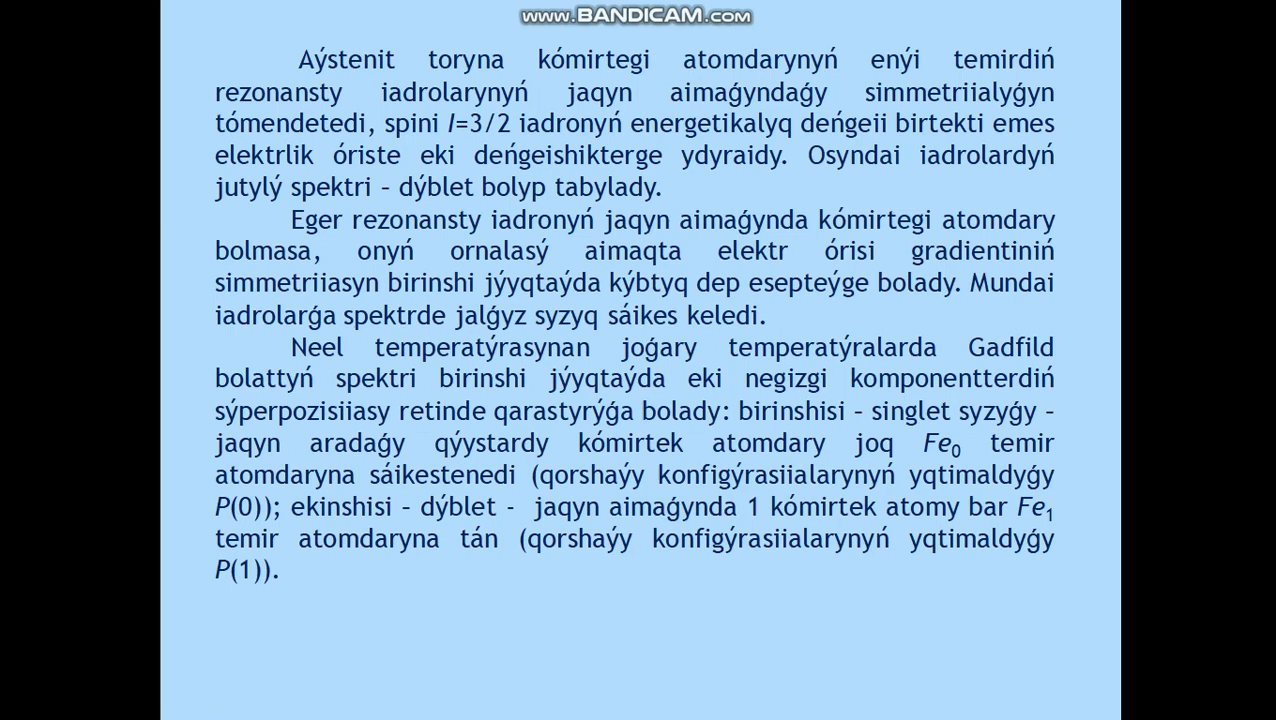 www.BANDICAM.com
Aýstenit toryna kómirtegi atomdarynyń enýi temirdiń
rezonansty iadrolarynyń jaqyn aimaǵyndaǵy simmetriialyǵyn
tómendetedi, spini I=3/2 iadronyń energetikalyq deńgeii birtekti emes
elektrlik óriste eki deńgeishikterge ydyraidy. Osyndai iadrolardyń
jutylý spektri – dýblet bolyp tabylady.
Eger rezonansty iadronyń jaqyn aimaǵynda kómirtegi atomdary
bolmasa, onyń ornalasý aimaqta elektr órisi gradientiniń
simmetriiasyn birinshi jýyqtaýda kýbtyq dep esepteýge bolady. Mundai
iadrolarǵa spektrde jalǵyz syzyq sáikes keledi.
Neel temperatýrasynan joǵary temperatýralarda Gadfild
bolattyń spektri birinshi jýyqtaýda eki negizgi komponentterdiń
sýperpozisiiasy retinde qarastyrýǵa bolady: birinshisi – singlet syzyǵy –
jaqyn aradaǵy qýystardy kómirtek atomdary joq Fe₀ temir
atomdaryna sáikestenedi (qorshaýy konfigýrasiialarynyń yqtimaldyǵy
P(0)); ekinshisi – dýblet - jaqyn aimaǵynda 1 kómirtek atomy bar Fe₁
temir atomdaryna tán (qorshaýy konfigýrasiialarynyń yqtimaldyǵy
P(1)).